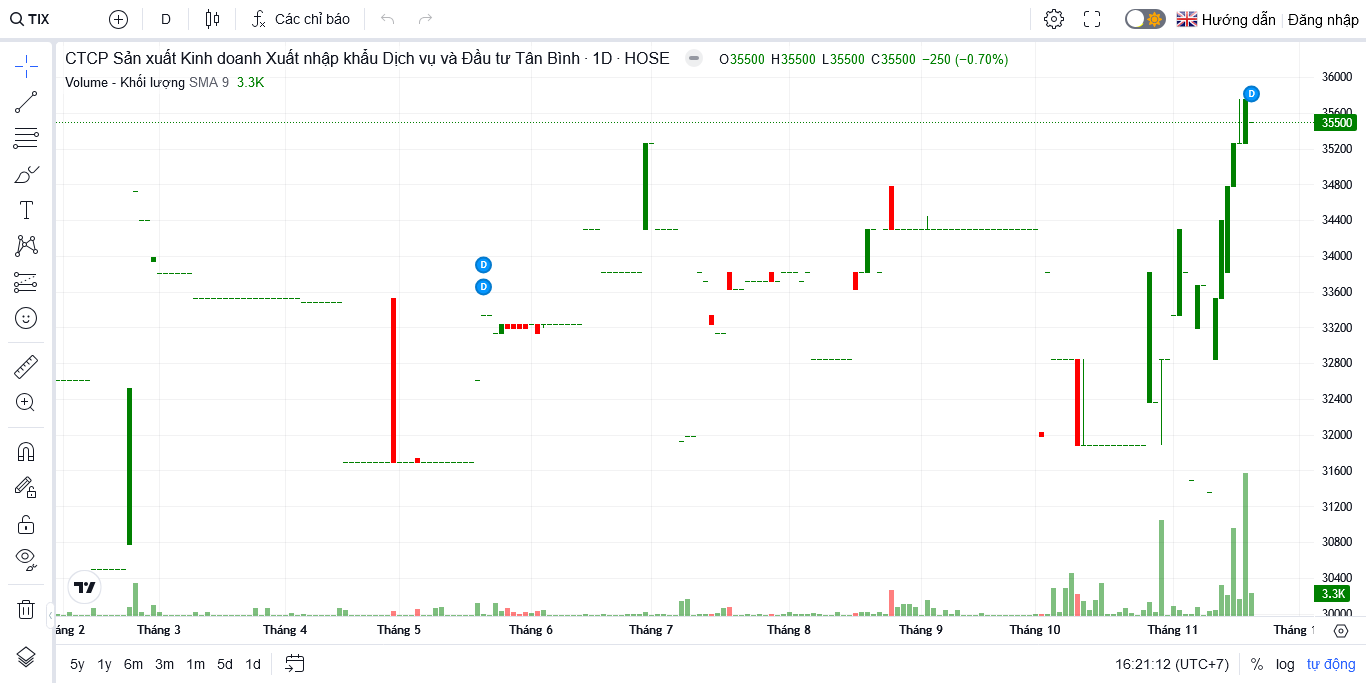 TIX
D
Các chỉ báo
Hướng dẫn
Đăng nhập
CTCP Sản xuất Kinh doanh Xuất nhập khẩu Dịch vụ và Đầu tư Tân Bình · 1D · HOSE
O35500 H35500 L35500 C35500 −250 (−0.70%)
Volume - Khối lượng SMA 9 3.3K
D
D
D
36000
35600
35500
35200
34800
34400
34000
33600
33200
32800
32400
32000
31600
31200
30800
30400
3.3K
30000
áng 2 Tháng 3 Tháng 4 Tháng 5 Tháng 6 Tháng 7 Tháng 8 Tháng 9 Tháng 10 Tháng 11 Tháng 1
5y 1y 6m 3m 1m 5d 1d
16:21:12 (UTC+7)
% log tự động